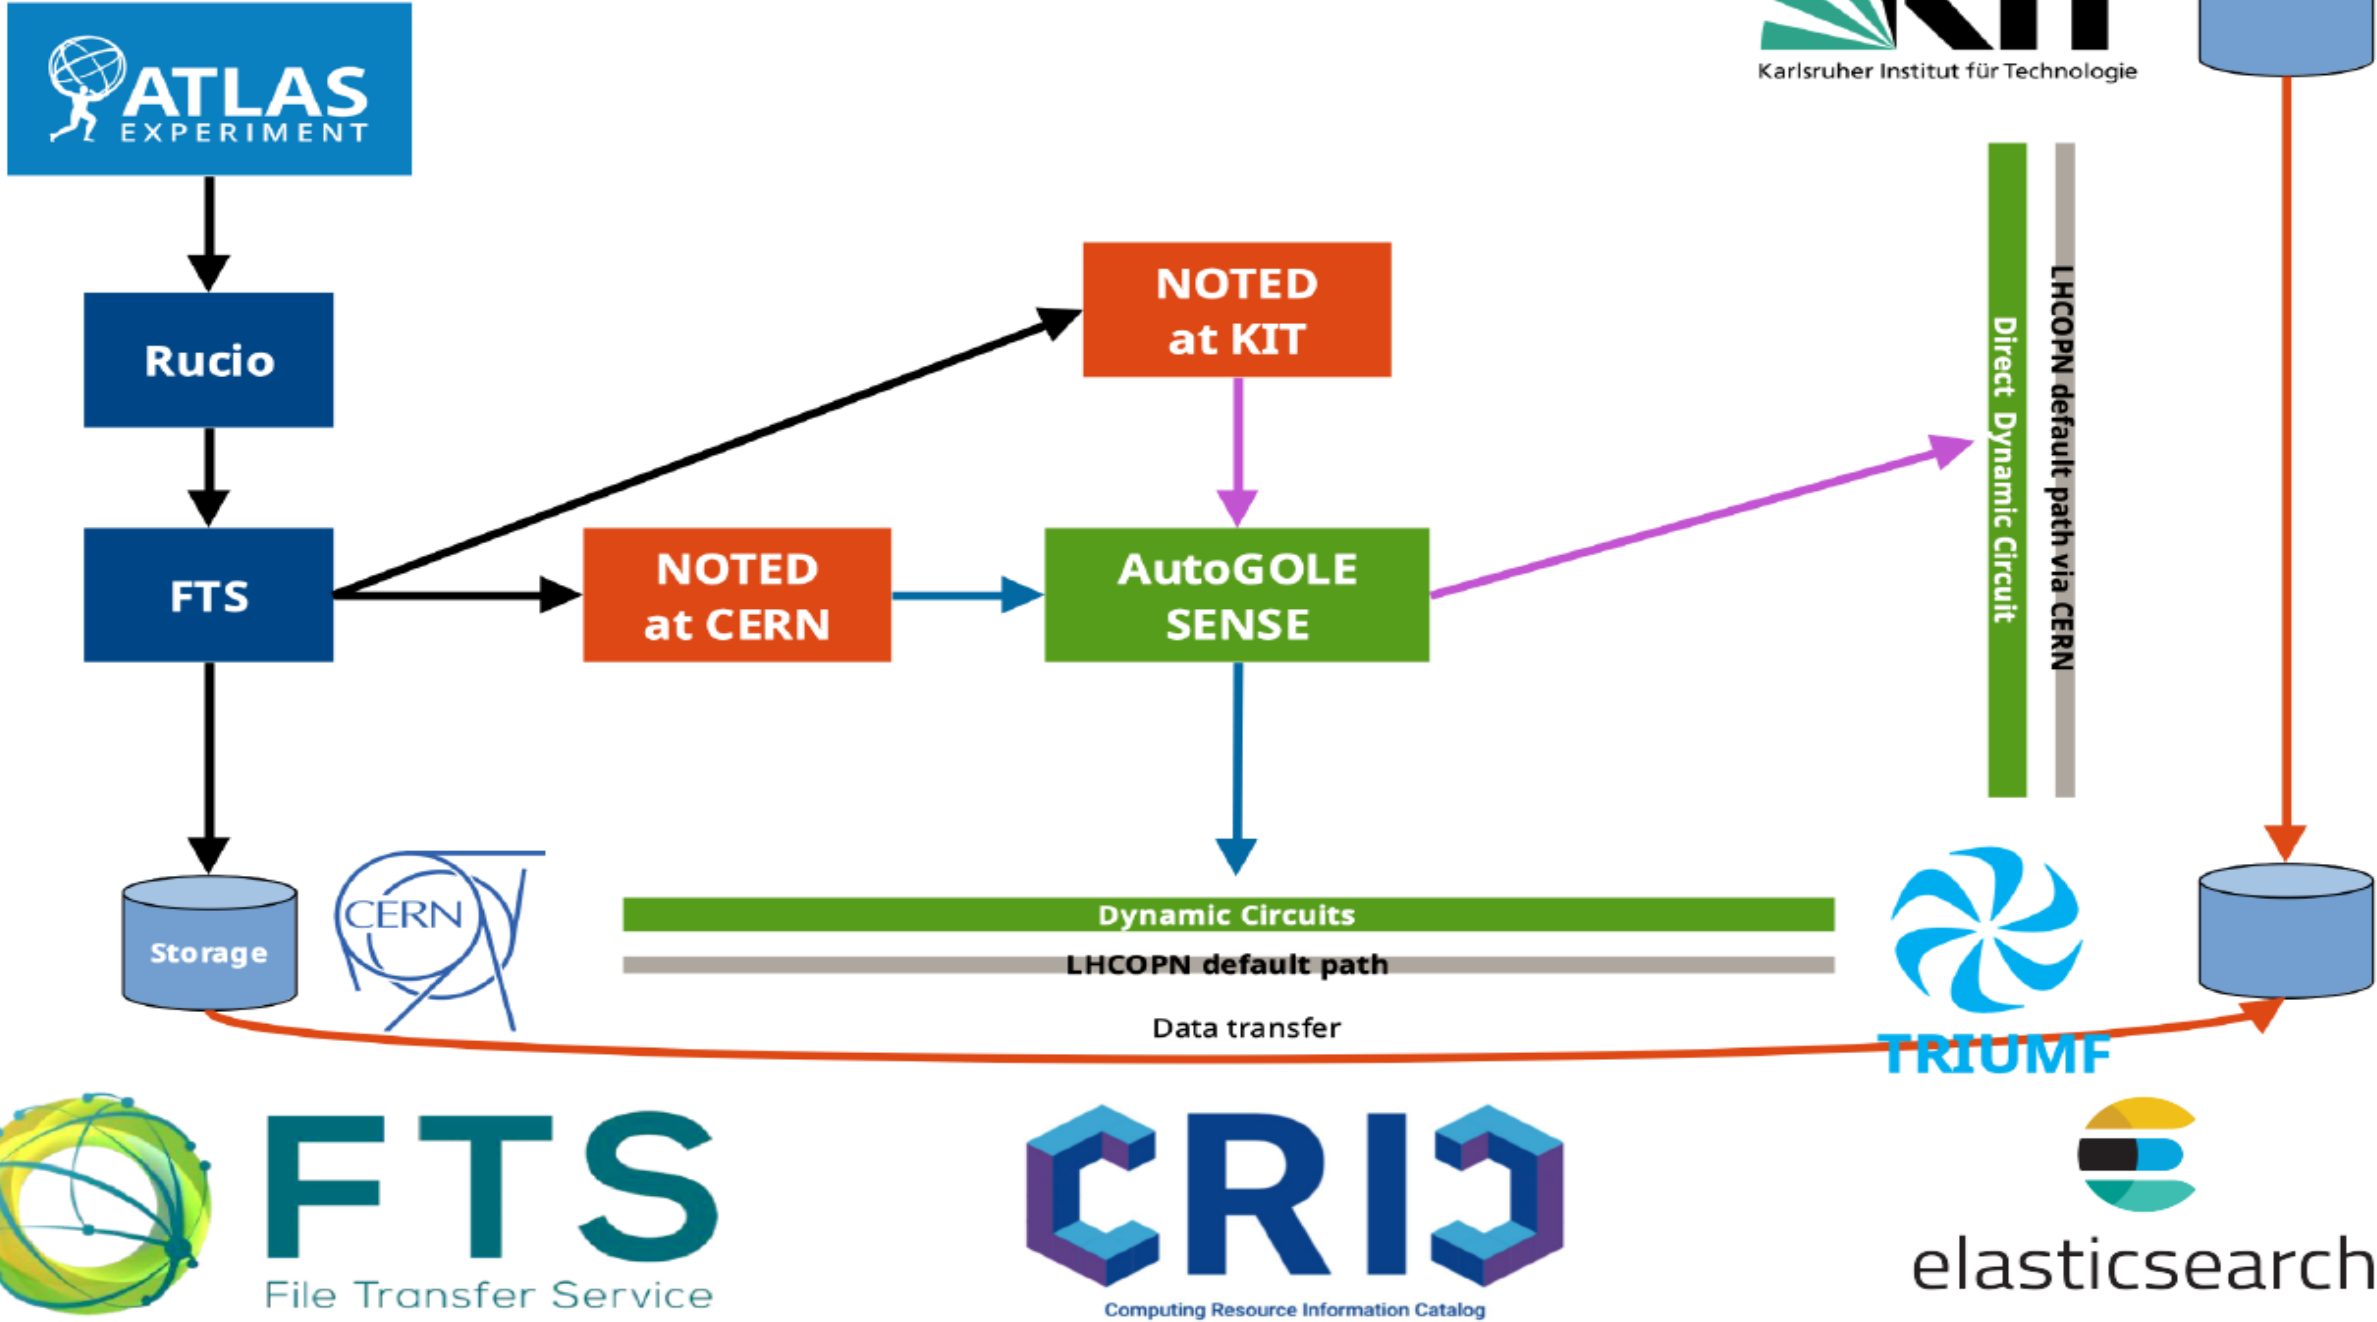 KIT
Karlsruher Institut für Technologie
ATLAS
EXPERIMENT
Rucio
FTS
NOTED
at KIT
NOTED
at CERN
AutoGOLE
SENSE
Direct Dynamic Circuit
LHCOPN default path via CERN
Storage
CERN
Dynamic Circuits
LHCOPN default path
Data transfer
TRIUMF
FTS
File Transfer Service
CRIC
Computing Resource Information Catalog
elasticsearch